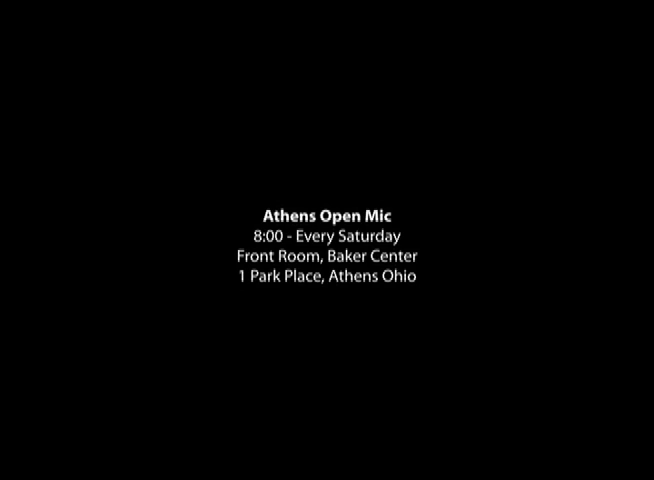 Athens Open Mic
8:00 - Every Saturday
Front Room, Baker Center
1 Park Place, Athens Ohio